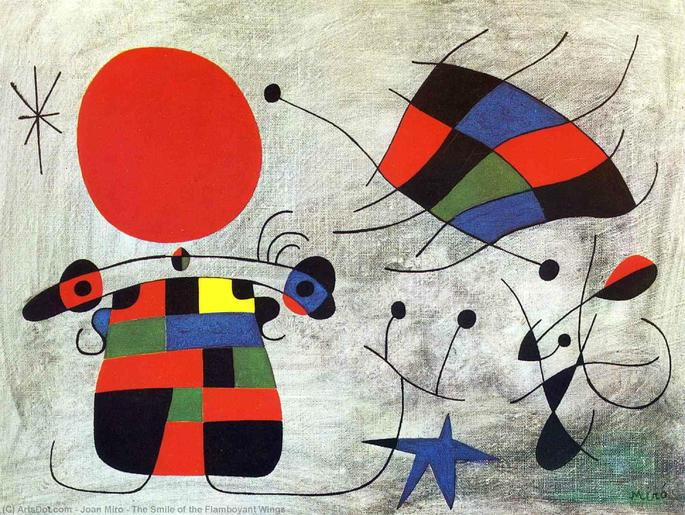 Miró.
(C) ArtsDot.com - Joan Miro - The Smile of the Flamboyant Wings